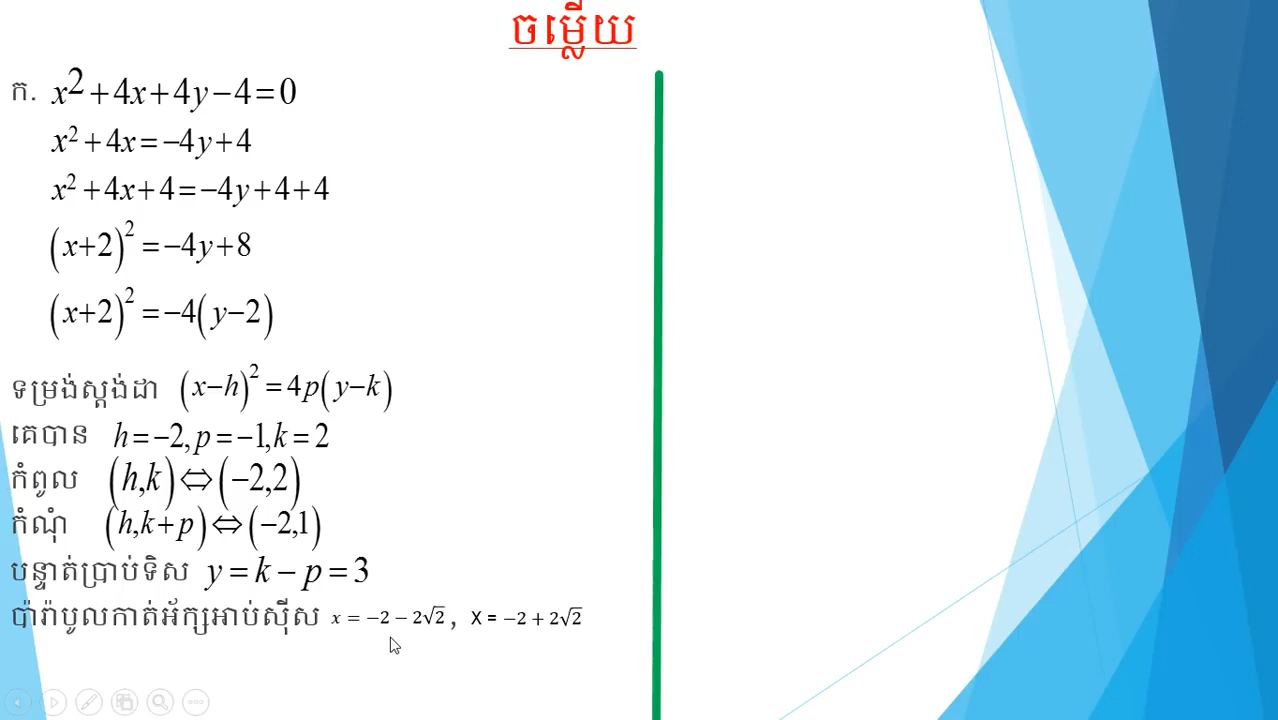 ចម្លើយ
ក. x² + 4x + 4y − 4 = 0
x² + 4x = −4y + 4
x² + 4x + 4 = −4y + 4 + 4
(x+2)² = −4y + 8
(x+2)² = −4(y−2)
ទម្រង់ស្តង់ដា (x−h)² = 4p(y−k)
គេបាន h = −2, p = −1, k = 2
កំពូល (h,k) ⇔ (−2,2)
កំណុំ (h,k+p) ⇔ (−2,1)
បន្ទាត់ប្រាប់ទិស y = k − p = 3
ប៉ារ៉ាបូលកាត់អ័ក្សអាប់ស៊ីស x = −2 − 2√2 , X = −2 + 2√2